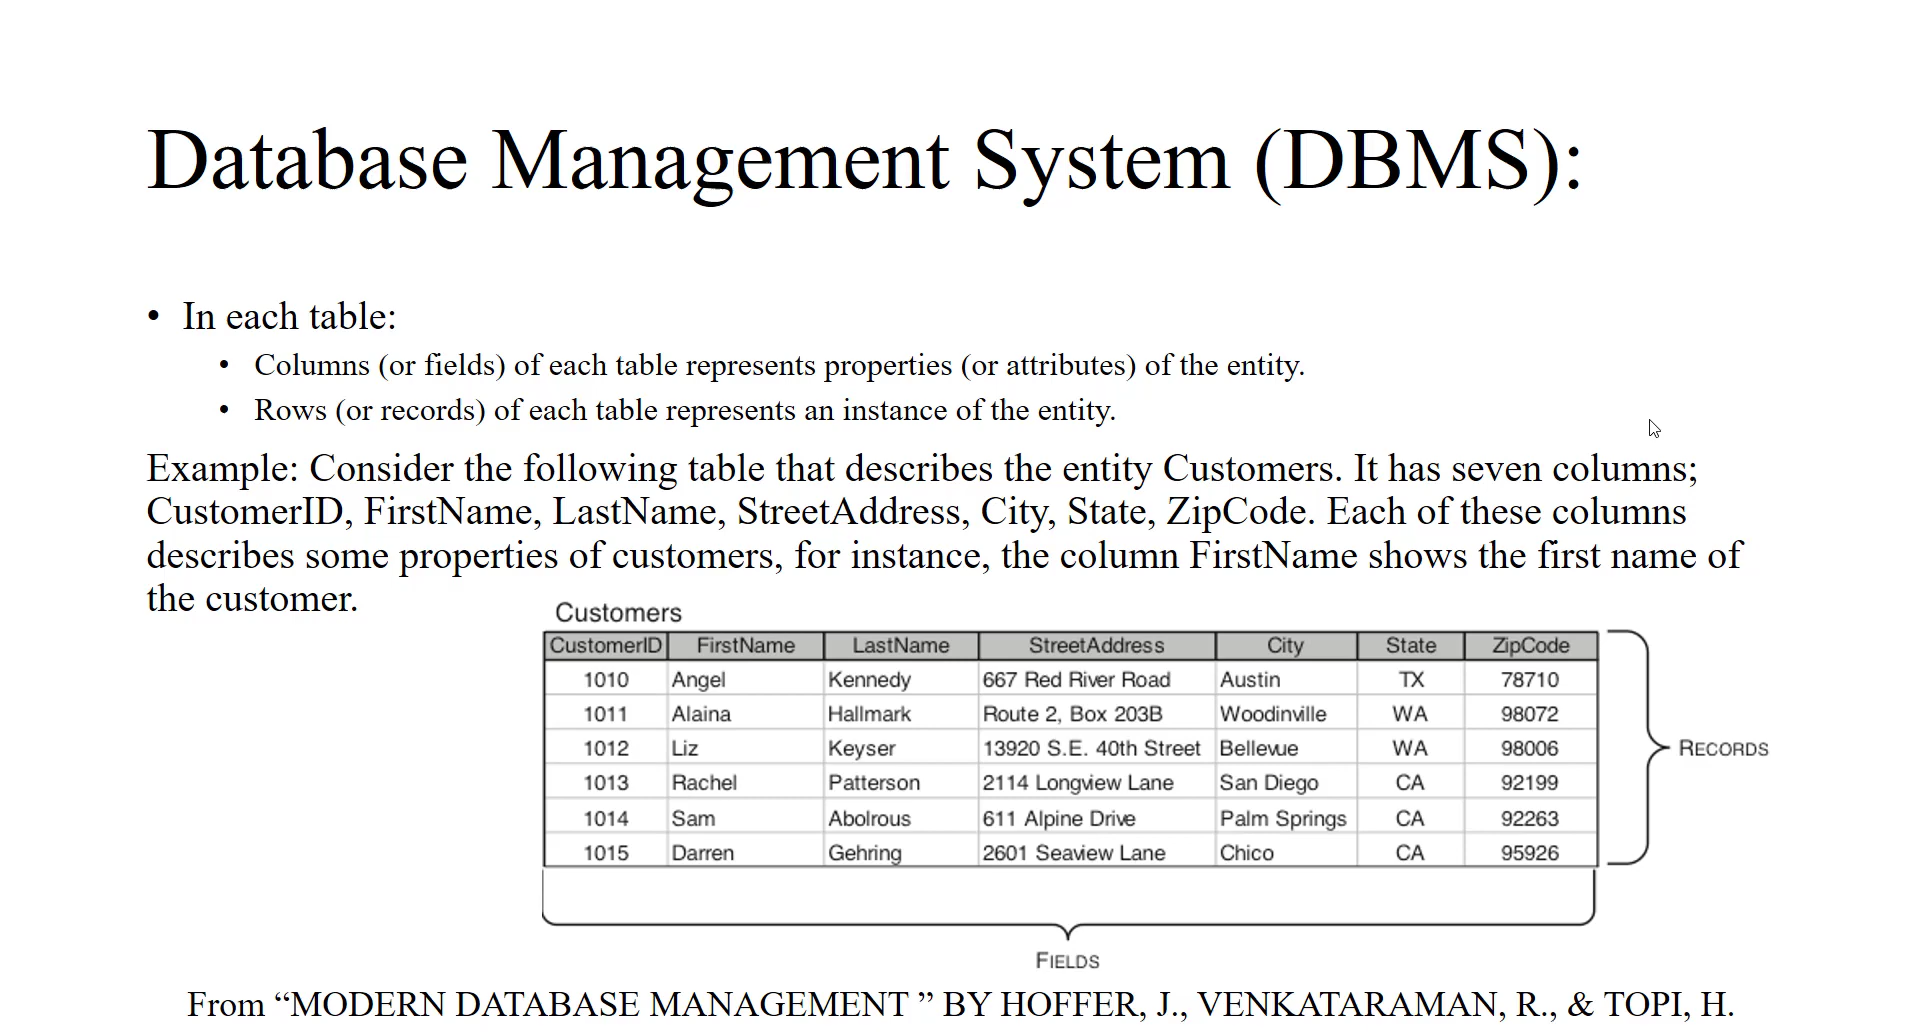 Database Management System (DBMS):
• In each table:
• Columns (or fields) of each table represents properties (or attributes) of the entity.
• Rows (or records) of each table represents an instance of the entity.
Example: Consider the following table that describes the entity Customers. It has seven columns;
CustomerID, FirstName, LastName, StreetAddress, City, State, ZipCode. Each of these columns
describes some properties of customers, for instance, the column FirstName shows the first name of
the customer.
Customers
CustomerID FirstName LastName StreetAddress City State ZipCode
1010 Angel Kennedy 667 Red River Road Austin TX 78710
1011 Alaina Hallmark Route 2, Box 203B Woodinville WA 98072
1012 Liz Keyser 13920 S.E. 40th Street Bellevue WA 98006
1013 Rachel Patterson 2114 Longview Lane San Diego CA 92199
1014 Sam Abolrous 611 Alpine Drive Palm Springs CA 92263
1015 Darren Gehring 2601 Seaview Lane Chico CA 95926
RECORDS
FIELDS
From “MODERN DATABASE MANAGEMENT ” BY HOFFER, J., VENKATARAMAN, R., & TOPI, H.